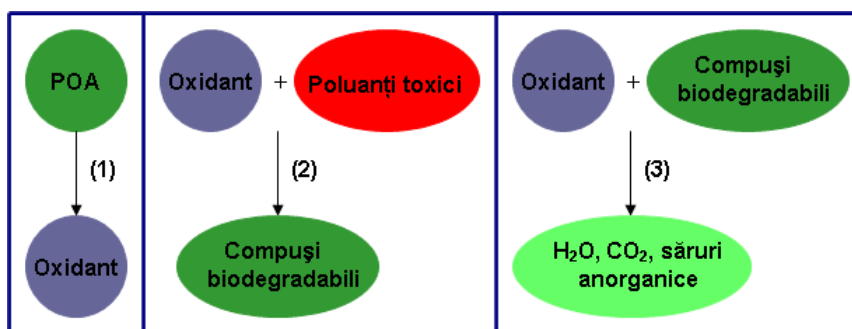 POA
(1)
Oxidant
Oxidant + Poluanți toxici
(2)
Compuşi
biodegradabili
Oxidant + Compuşi
biodegradabili
(3)
H₂O, CO₂, săruri
anorganice